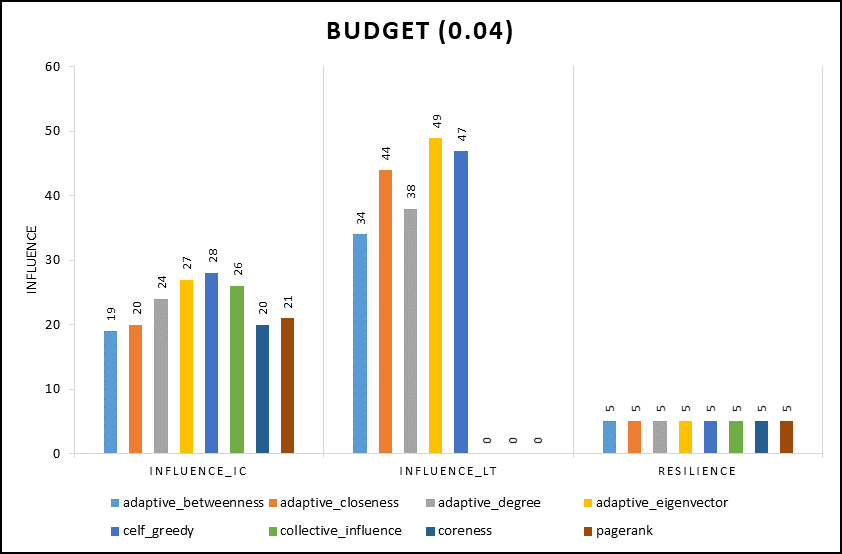 BUDGET (0.04)
INFLUENCE
60
50
40
30
20
10
0
19 20 24 27 28 26 20 21
34 44 38 49 47 0 0 0
5 5 5 5 5 5 5 5
INFLUENCE_IC INFLUENCE_LT RESILIENCE
adaptive_betweenness adaptive_closeness adaptive_degree adaptive_eigenvector
celf_greedy collective_influence coreness pagerank